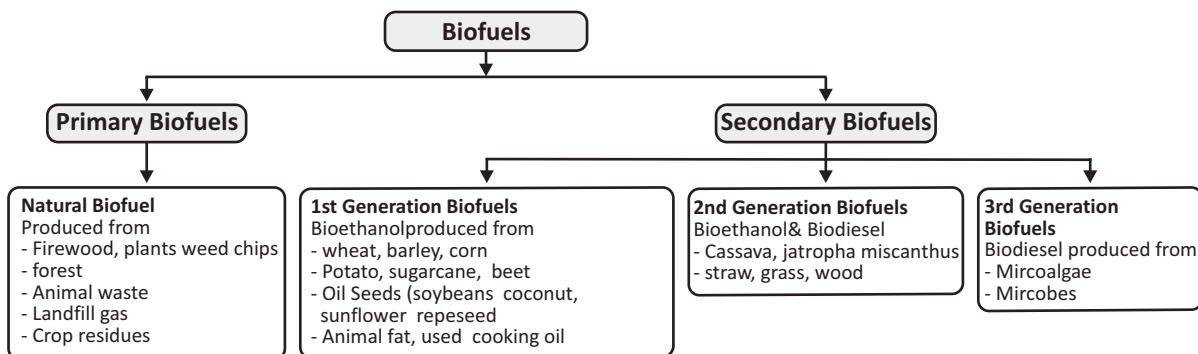 Biofuels
Primary Biofuels
Secondary Biofuels
Natural Biofuel
Produced from
- Firewood, plants weed chips
- forest
- Animal waste
- Landfill gas
- Crop residues
1st Generation Biofuels
Bioethanolproduced from
- wheat, barley, corn
- Potato, sugarcane, beet
- Oil Seeds (soybeans coconut,
sunflower repeseed
- Animal fat, used cooking oil
2nd Generation Biofuels
Bioethanol& Biodiesel
- Cassava, jatropha miscanthus
- straw, grass, wood
3rd Generation
Biofuels
Biodiesel produced from
- Mircoalgae
- Mircobes